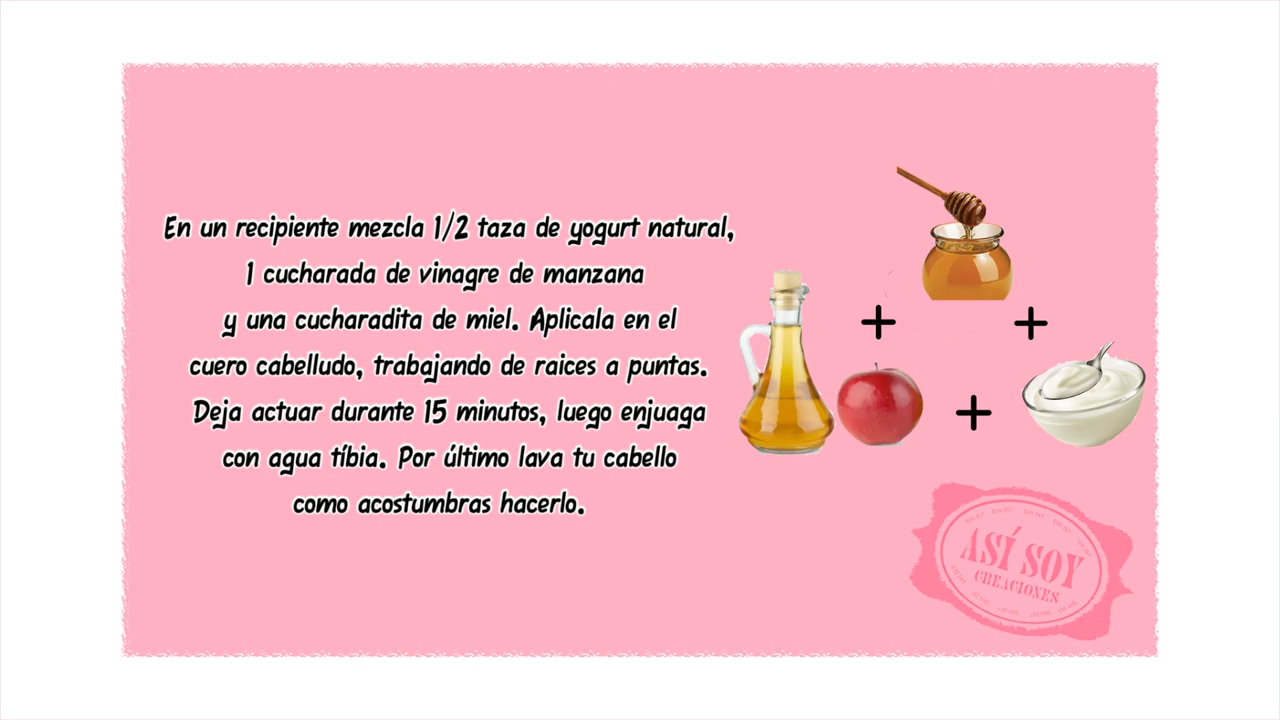 En un recipiente mezcla 1/2 taza de yogurt natural,
1 cucharada de vinagre de manzana
y una cucharadita de miel. Aplicala en el
cuero cabelludo, trabajando de raices a puntas.
Deja actuar durante 15 minutos, luego enjuaga
con agua tíbia. Por último lava tu cabello
como acostumbras hacerlo.
+ +
+
ASÍ SOY
CREACIONES